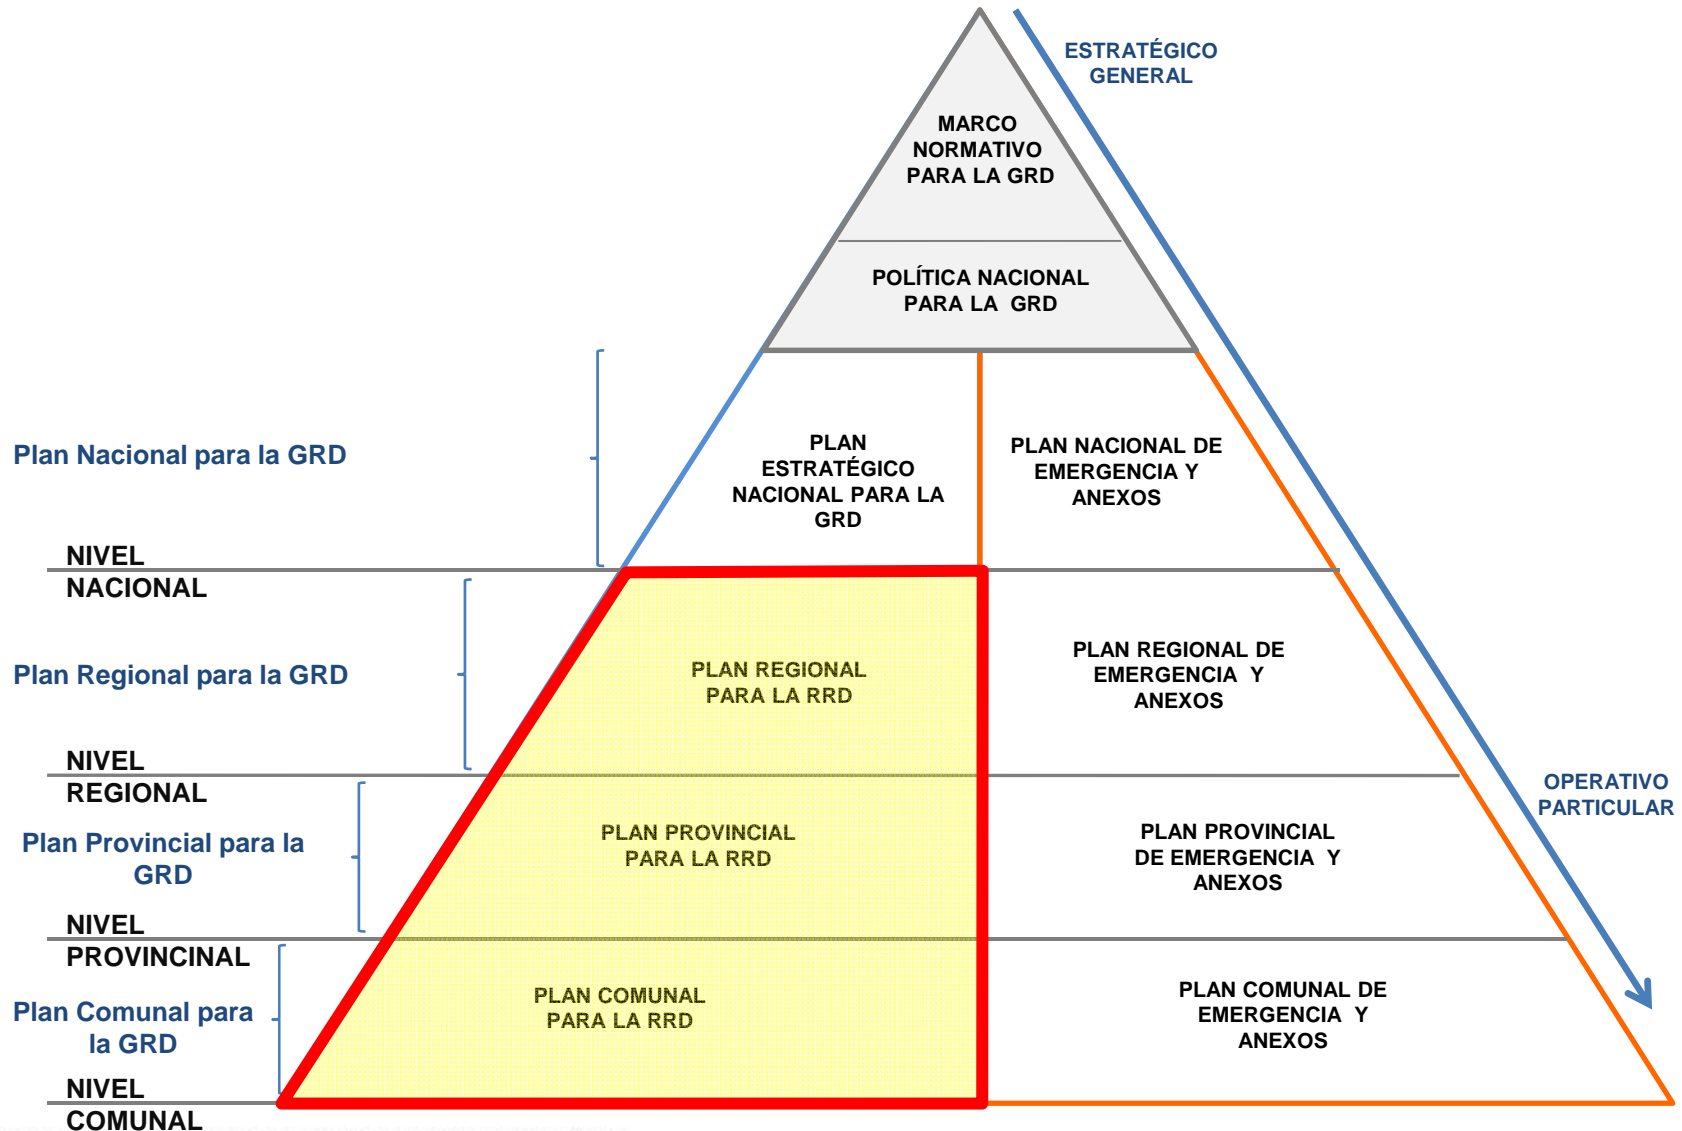 ESTRATÉGICO
GENERAL
MARCO
NORMATIVO
PARA LA GRD
POLÍTICA NACIONAL
PARA LA GRD
Plan Nacional para la GRD
PLAN
ESTRATÉGICO
NACIONAL PARA LA
GRD
PLAN NACIONAL DE
EMERGENCIA Y
ANEXOS
NIVEL
NACIONAL
Plan Regional para la GRD
PLAN REGIONAL
PARA LA RRD
PLAN REGIONAL DE
EMERGENCIA Y
ANEXOS
NIVEL
REGIONAL
OPERATIVO
PARTICULAR
Plan Provincial para la
GRD
PLAN PROVINCIAL
PARA LA RRD
PLAN PROVINCIAL
DE EMERGENCIA Y
ANEXOS
NIVEL
PROVINCINAL
Plan Comunal para
la GRD
PLAN COMUNAL
PARA LA RRD
PLAN COMUNAL DE
EMERGENCIA Y
ANEXOS
NIVEL
COMUNAL